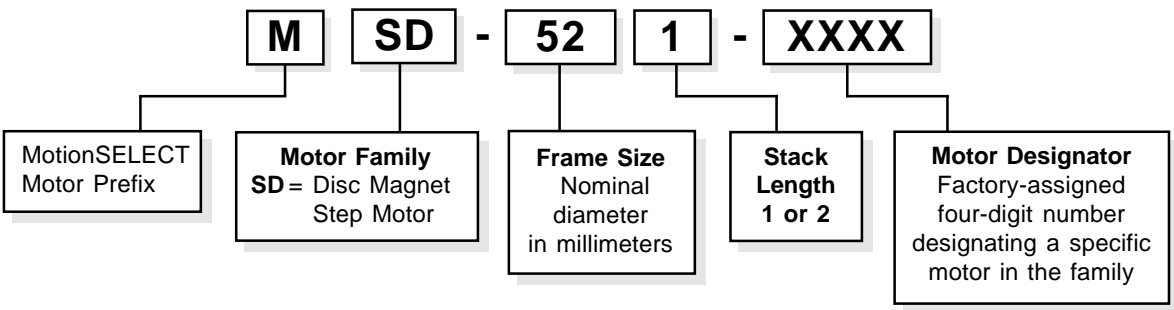 M SD - 52 1 - XXXX
MotionSELECT
Motor Prefix
Motor Family
SD = Disc Magnet
Step Motor
Frame Size
Nominal
diameter
in millimeters
Stack
Length
1 or 2
Motor Designator
Factory-assigned
four-digit number
designating a specific
motor in the family